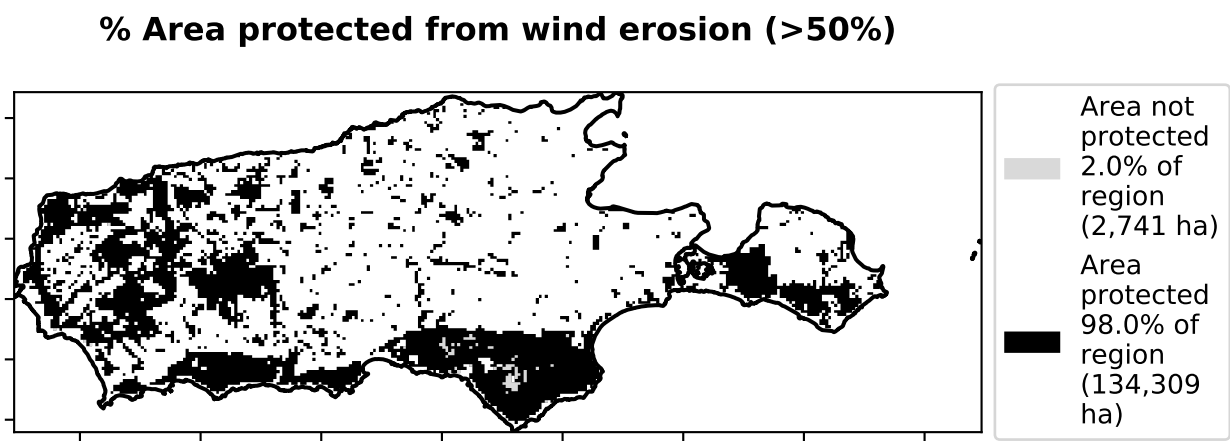 % Area protected from wind erosion (>50%)
Area not
protected
2.0% of
region
(2,741 ha)
Area
protected
98.0% of
region
(134,309
ha)